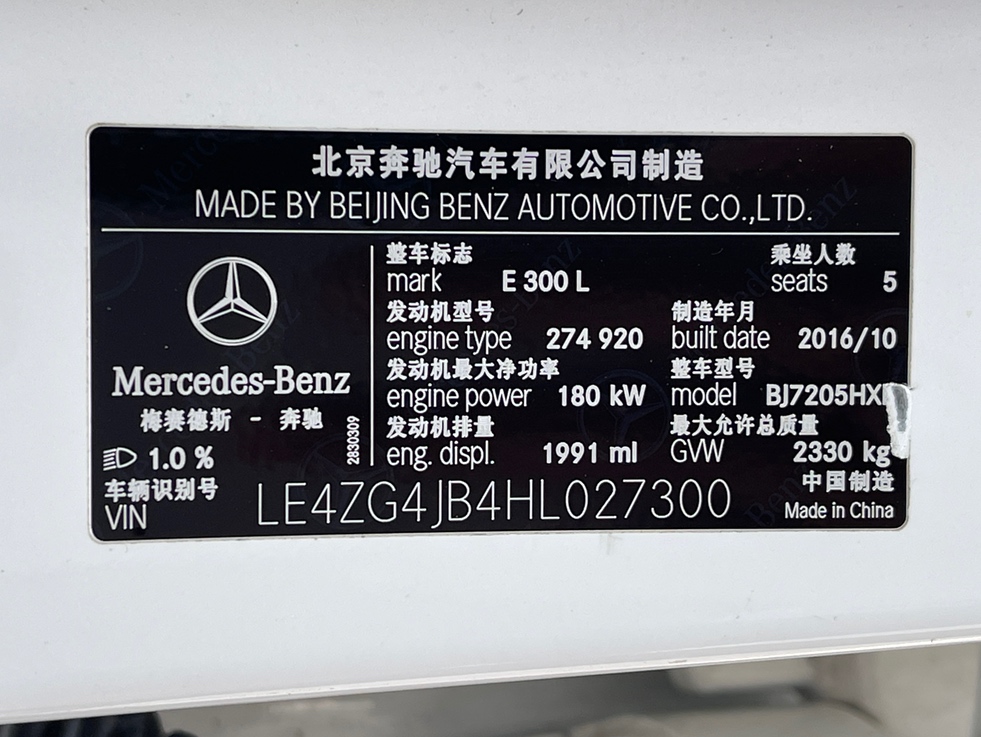 北京奔驰汽车有限公司制造
MADE BY BEIJING BENZ AUTOMOTIVE CO.,LTD.
整车标志 乘坐人数
mark E 300 L seats 5
发动机型号 制造年月
engine type 274 920 built date 2016/10
发动机最大净功率 整车型号
engine power 180 kW model
发动机排量 最大允许总质量
eng. displ. 1991 ml GVW 2330 kg
Mercedes-Benz
梅赛德斯 - 奔驰
2830309
1.0 %
车辆识别号 中国制造
VIN LE4ZG4JB4HL027300 Made in China